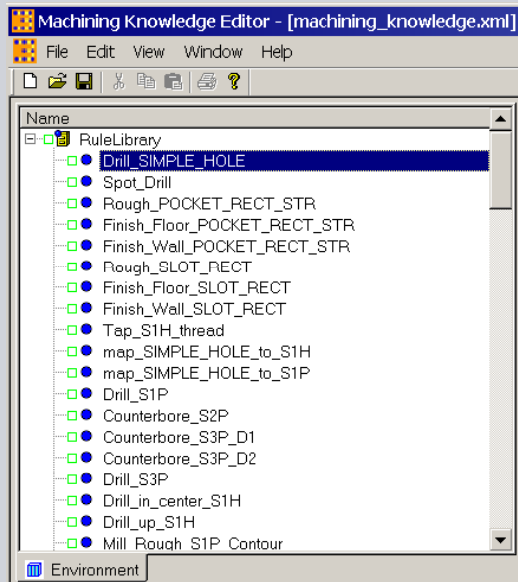 Machining Knowledge Editor - [machining_knowledge.xml]
File Edit View Window Help
Name
RuleLibrary
Drill_SIMPLE_HOLE
Spot_Drill
Rough_POCKET_RECT_STR
Finish_Floor_POCKET_RECT_STR
Finish_Wall_POCKET_RECT_STR
Rough_SLOT_RECT
Finish_Floor_SLOT_RECT
Finish_Wall_SLOT_RECT
Tap_S1H_thread
map_SIMPLE_HOLE_to_S1H
map_SIMPLE_HOLE_to_S1P
Drill_S1P
Counterbore_S2P
Counterbore_S3P_D1
Counterbore_S3P_D2
Drill_S3P
Drill_in_center_S1H
Drill_up_S1H
Mill_Rough_S1P_Contour
Environment